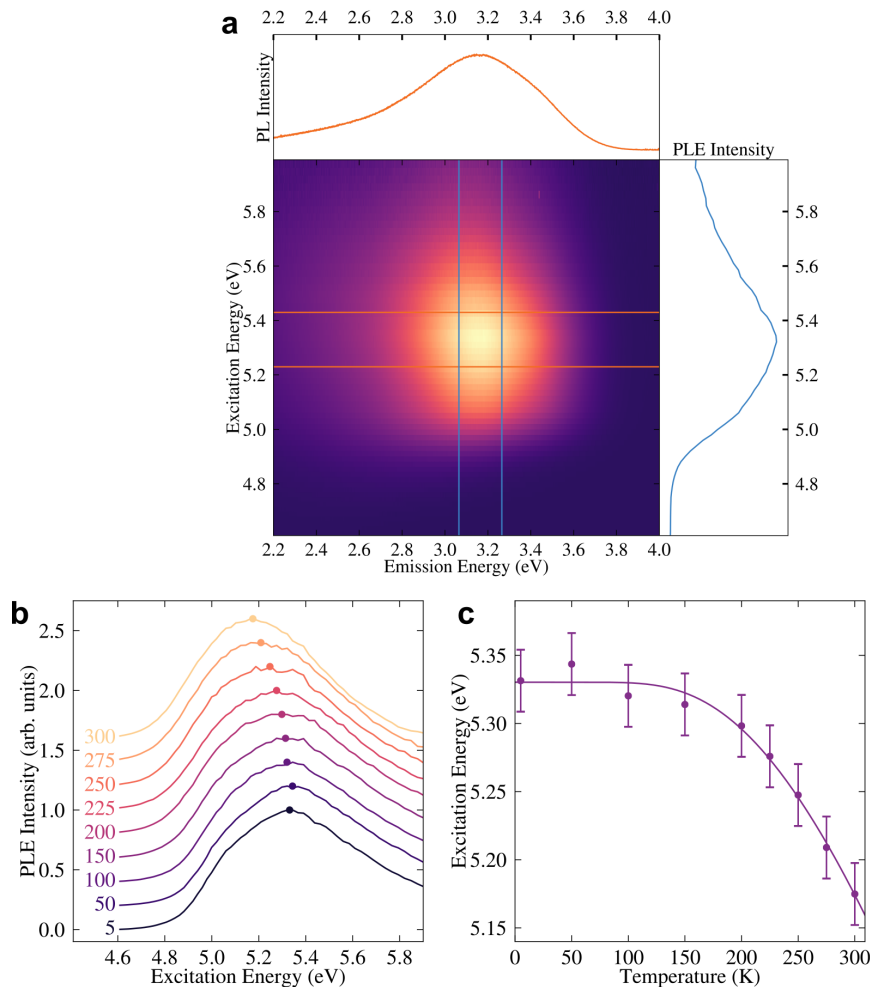 a
2.2 2.4 2.6 2.8 3.0 3.2 3.4 3.6 3.8 4.0
PL Intensity
PLE Intensity
Excitation Energy (eV)
5.8
5.6
5.4
5.2
5.0
4.8
5.8
5.6
5.4
5.2
5.0
4.8
2.2 2.4 2.6 2.8 3.0 3.2 3.4 3.6 3.8 4.0
Emission Energy (eV)
b
PLE Intensity (arb. units)
2.5
2.0
1.5
1.0
0.5
0.0
300
275
250
225
200
150
100
50
5
4.6 4.8 5.0 5.2 5.4 5.6 5.8
Excitation Energy (eV)
c
Excitation Energy (eV)
5.35
5.30
5.25
5.20
5.15
0 50 100 150 200 250 300
Temperature (K)